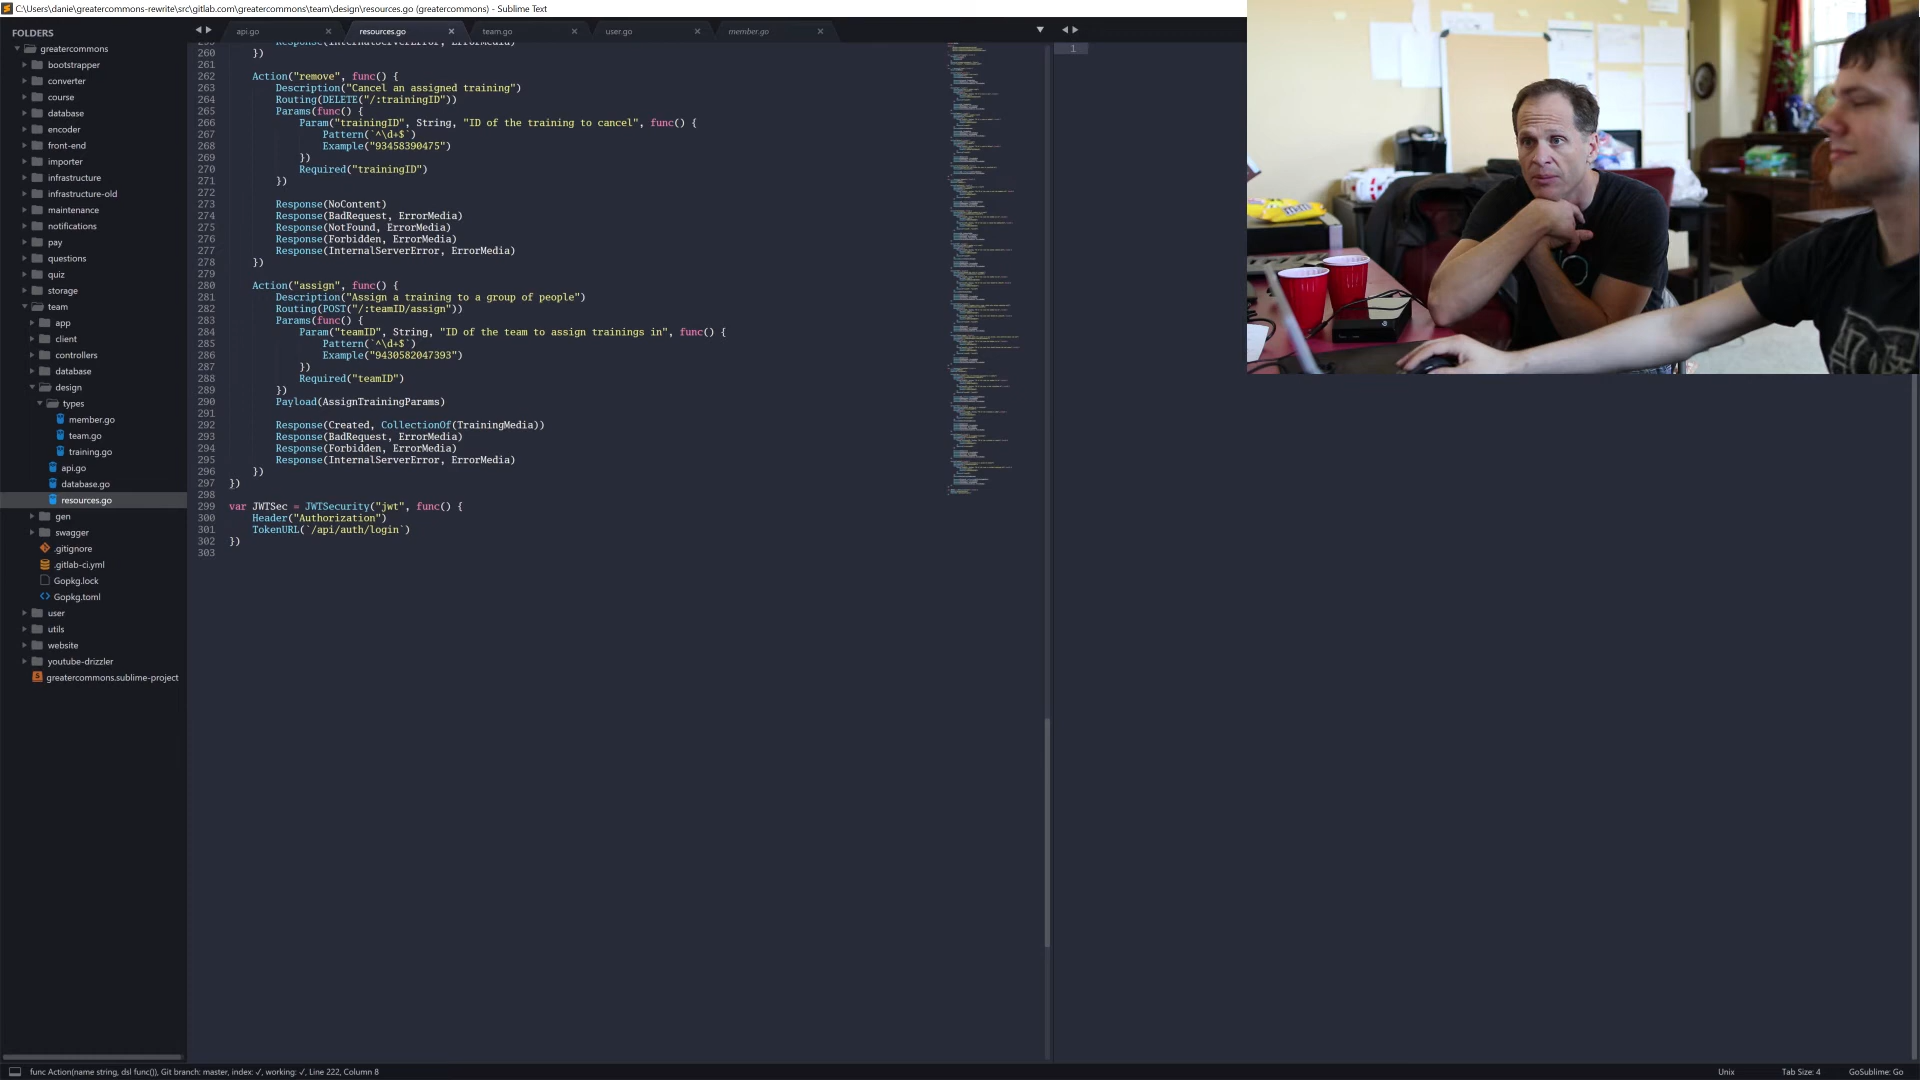 C:\Users\danie\greatercommons-rewrite\src\gitlab.com\greatercommons\team\design\resources.go (greatercommons) - Sublime Text
FOLDERS
greatercommons
bootstrapper
converter
course
database
encoder
front-end
importer
infrastructure
infrastructure-old
maintenance
notifications
pay
questions
quiz
storage
team
app
client
controllers
database
design
types
member.go
team.go
training.go
api.go
database.go
resources.go
gen
swagger
.gitignore
.gitlab-ci.yml
Gopkg.lock
Gopkg.toml
user
utils
website
youtube-drizzler
greatercommons.sublime-project
api.go resources.go team.go user.go member.go
260 })
261
262 Action("remove", func() {
263 Description("Cancel an assigned training")
264 Routing(DELETE("/:trainingID"))
265 Params(func() {
266 Param("trainingID", String, "ID of the training to cancel", func() {
267 Pattern(`^\d+$`)
268 Example("93458390475")
269 })
270 Required("trainingID")
271 })
272
273 Response(NoContent)
274 Response(BadRequest, ErrorMedia)
275 Response(NotFound, ErrorMedia)
276 Response(Forbidden, ErrorMedia)
277 Response(InternalServerError, ErrorMedia)
278 })
279
280 Action("assign", func() {
281 Description("Assign a training to a group of people")
282 Routing(POST("/:teamID/assign"))
283 Params(func() {
284 Param("teamID", String, "ID of the team to assign trainings in", func() {
285 Pattern(`^\d+$`)
286 Example("9430582047393")
287 })
288 Required("teamID")
289 })
290 Payload(AssignTrainingParams)
291
292 Response(Created, CollectionOf(TrainingMedia))
293 Response(BadRequest, ErrorMedia)
294 Response(Forbidden, ErrorMedia)
295 Response(InternalServerError, ErrorMedia)
296 })
297 })
298
299 var JWTSec = JWTSecurity("jwt", func() {
300 Header("Authorization")
301 TokenURL(`/api/auth/login`)
302 })
303
1
func Action(name string, dsl func()), Git branch: master, index: ✓, working: ✓, Line 222, Column 8
Unix Tab Size: 4 GoSublime: Go